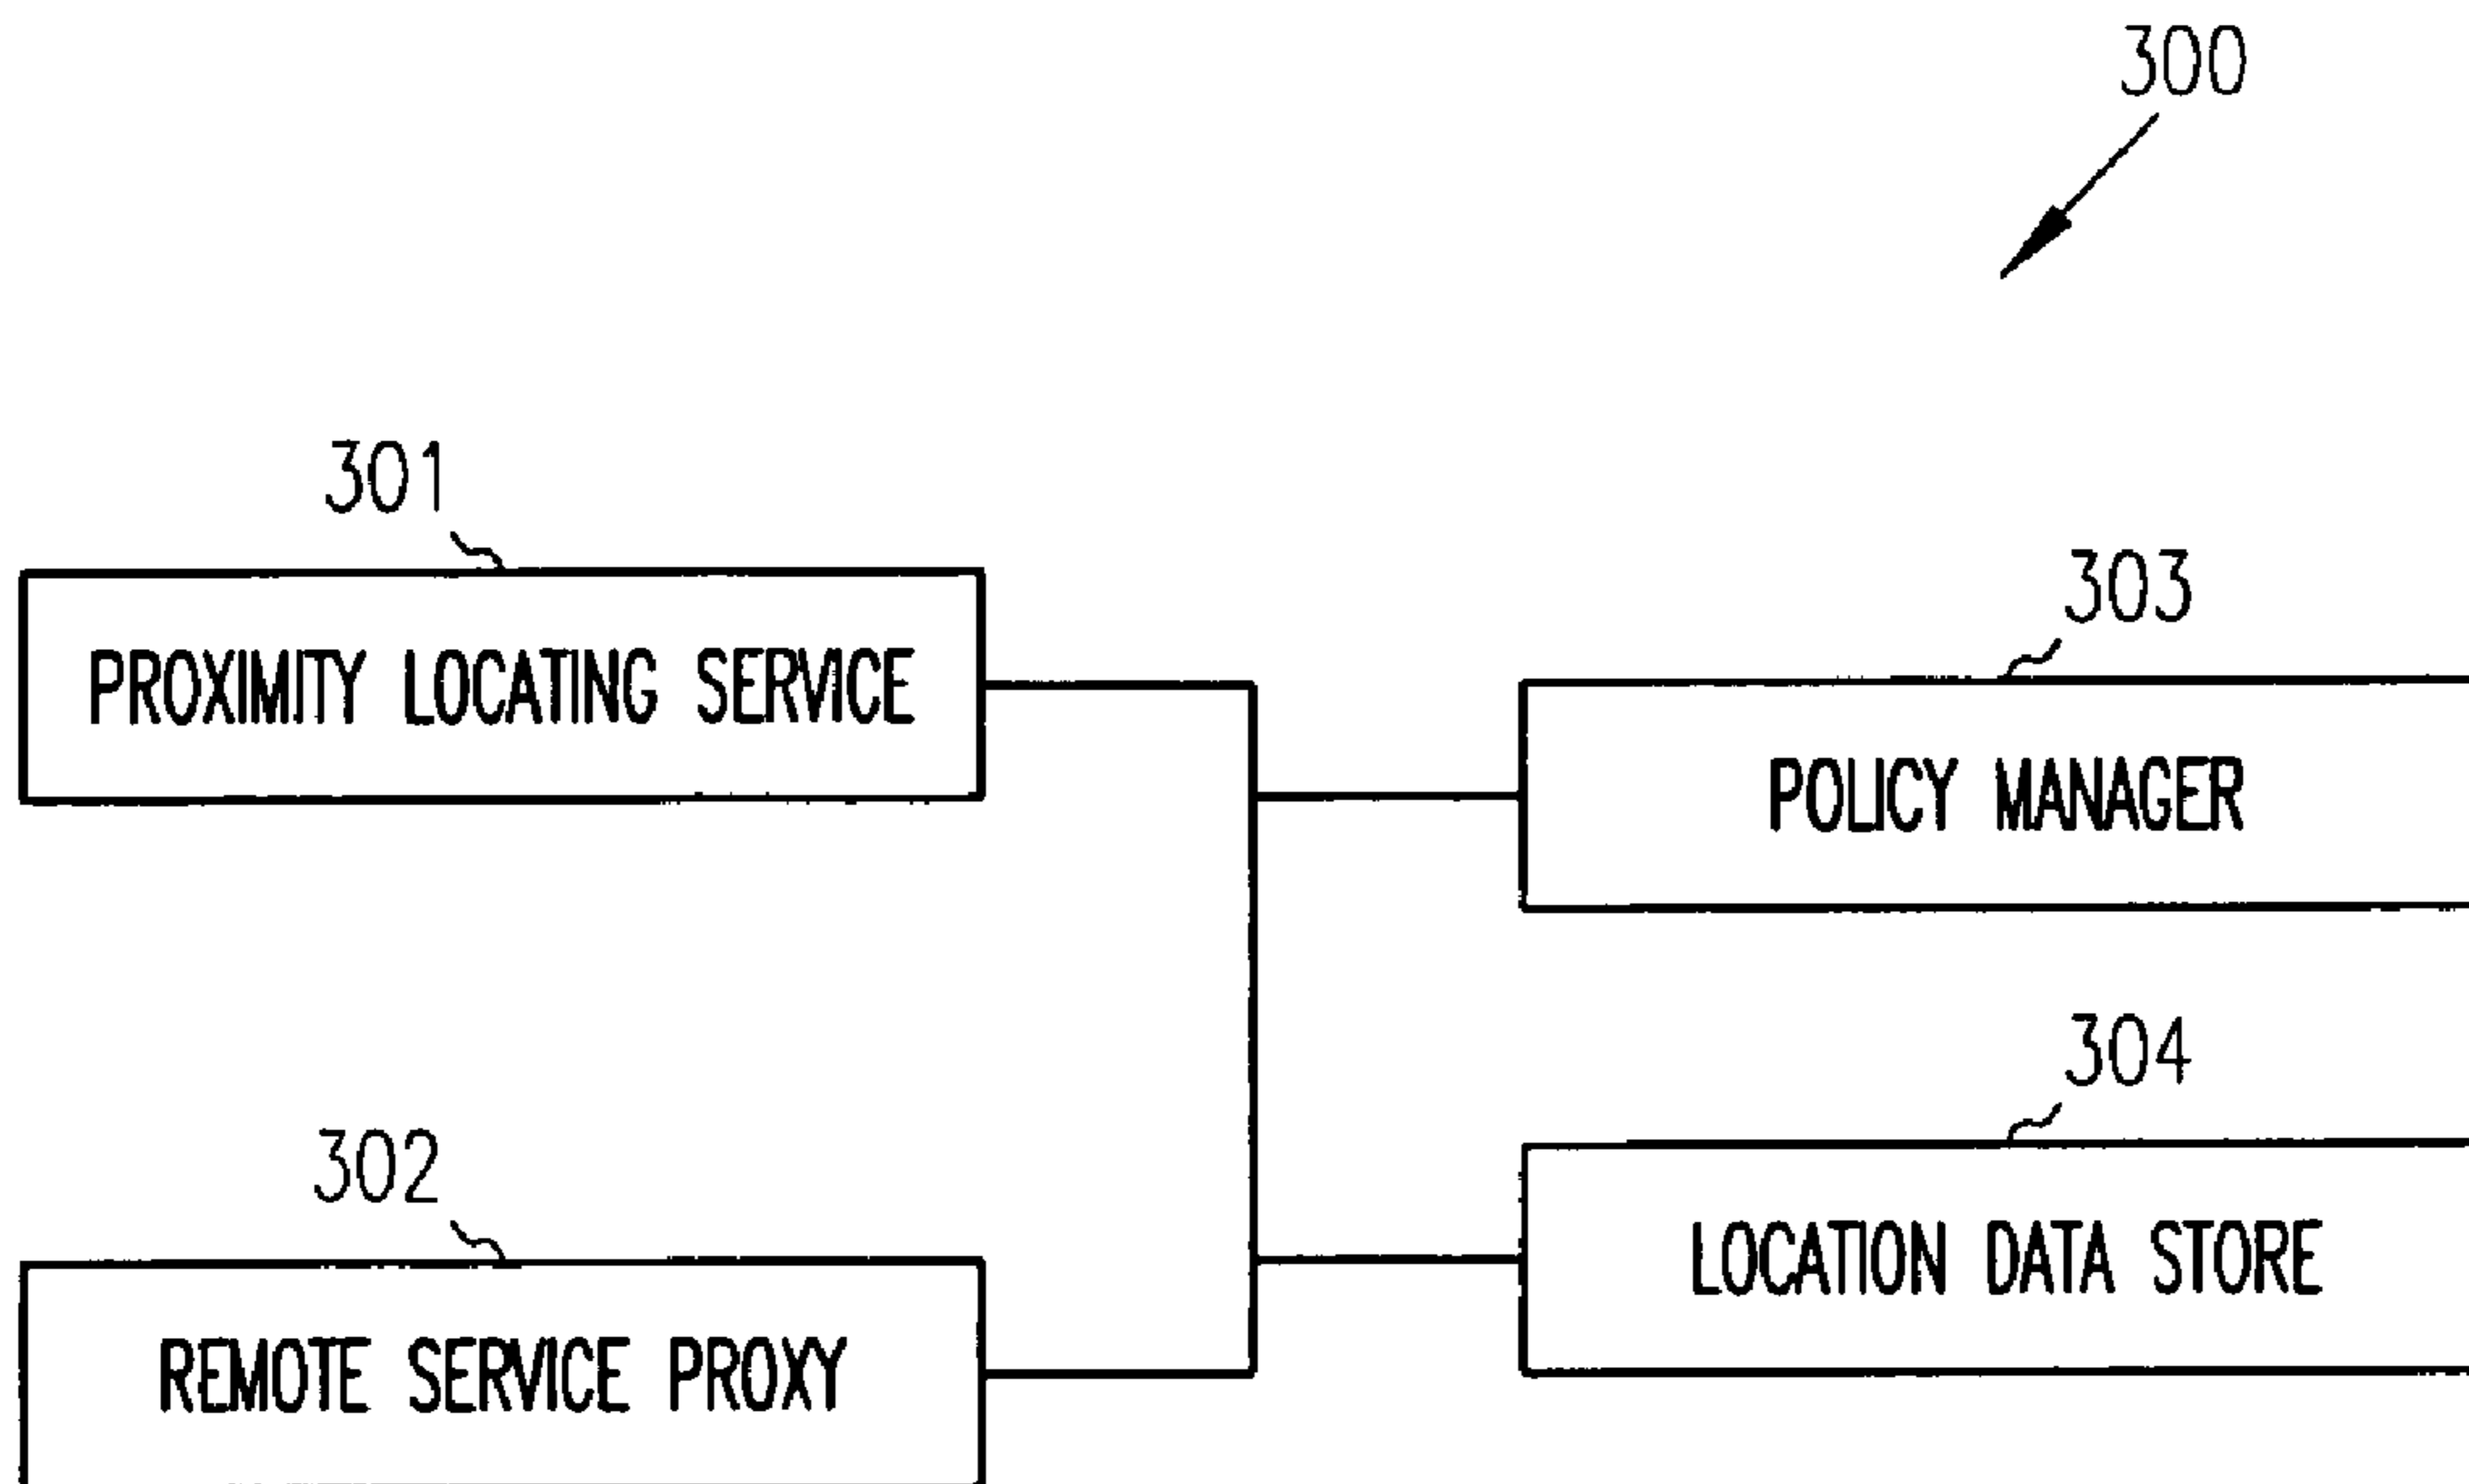 300
301
PROXIMITY LOCATING SERVICE
303
POLICY MANAGER
304
LOCATION DATA STORE
302
REMOTE SERVICE PROXY